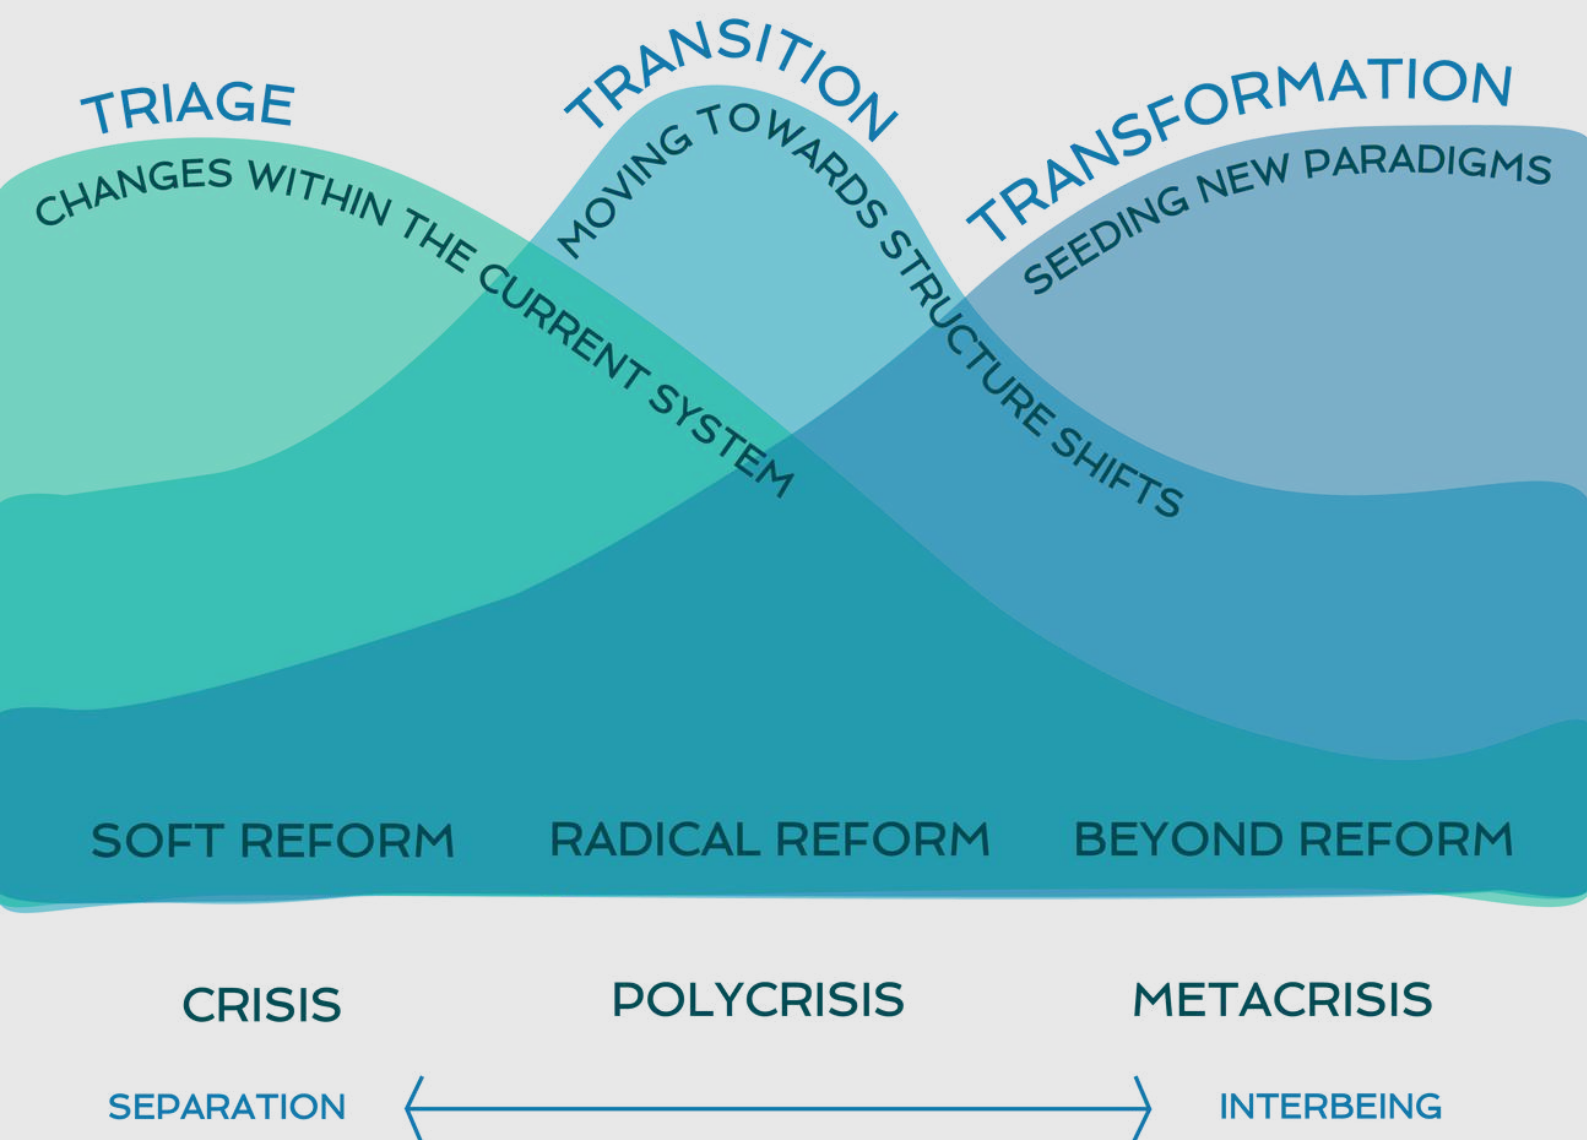 TRIAGE
CHANGES WITHIN THE CURRENT SYSTEM
TRANSITION
MOVING TOWARDS STRUCTURE SHIFTS
TRANSFORMATION
SEEDING NEW PARADIGMS
SOFT REFORM
RADICAL REFORM
BEYOND REFORM
CRISIS
POLYCRISIS
METACRISIS
SEPARATION
INTERBEING